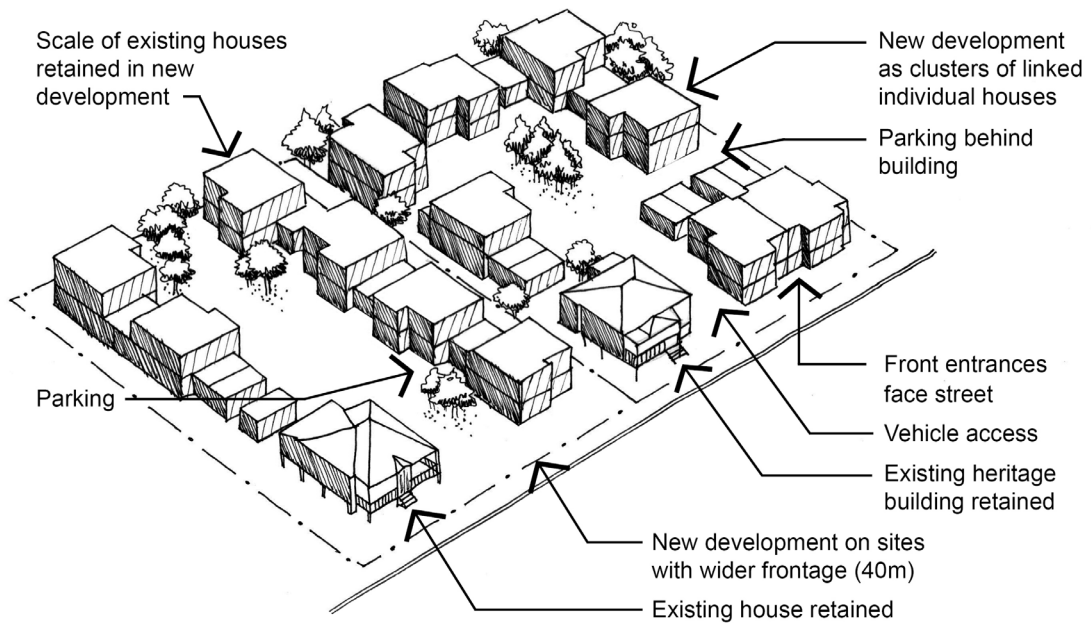 Scale of existing houses
retained in new
development
New development
as clusters of linked
individual houses
Parking behind
building
Parking
Front entrances
face street
Vehicle access
Existing heritage
building retained
New development on sites
with wider frontage (40m)
Existing house retained